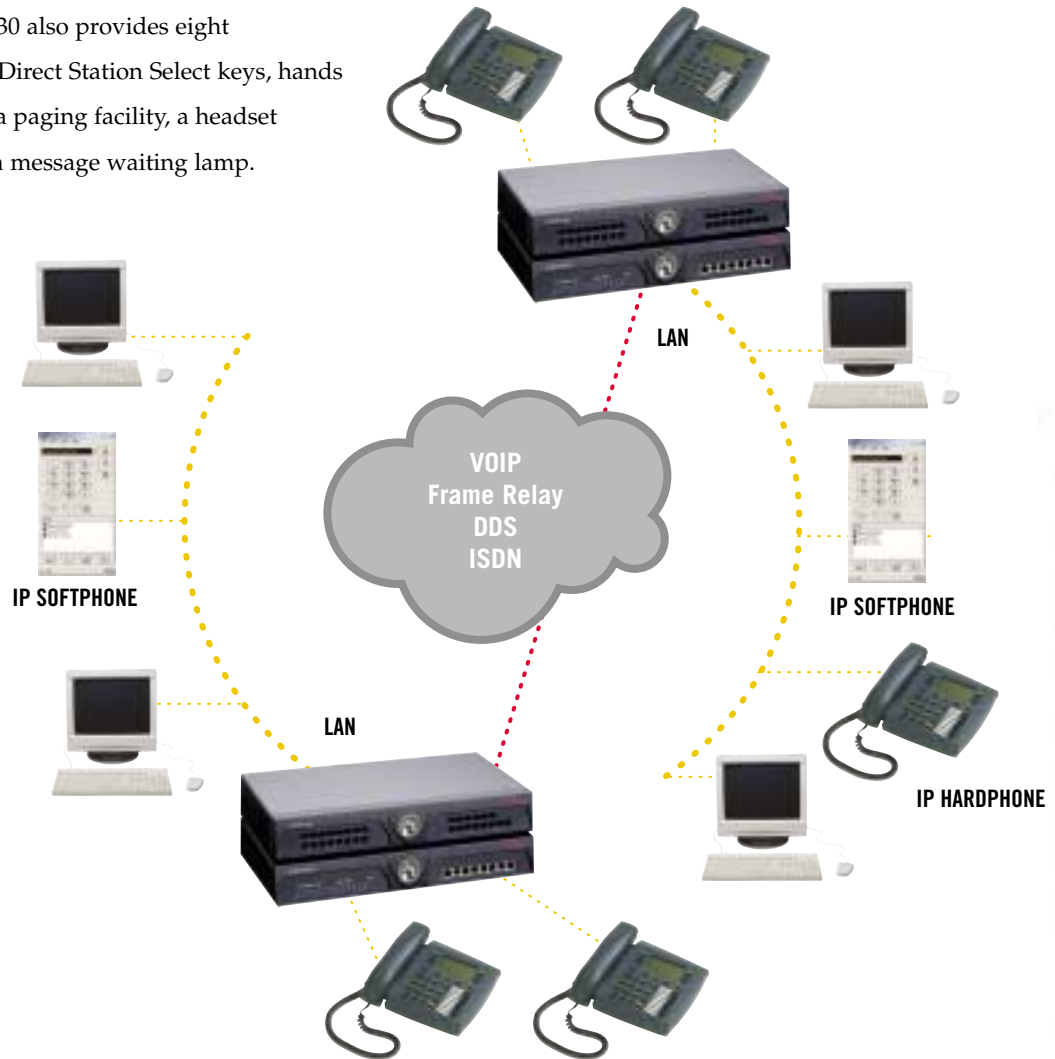 30 also provides eight
Direct Station Select keys, hands
a paging facility, a headset
message waiting lamp.
LAN
VOIP
Frame Relay
DDS
ISDN
IP SOFTPHONE
IP SOFTPHONE
LAN
IP HARDPHONE